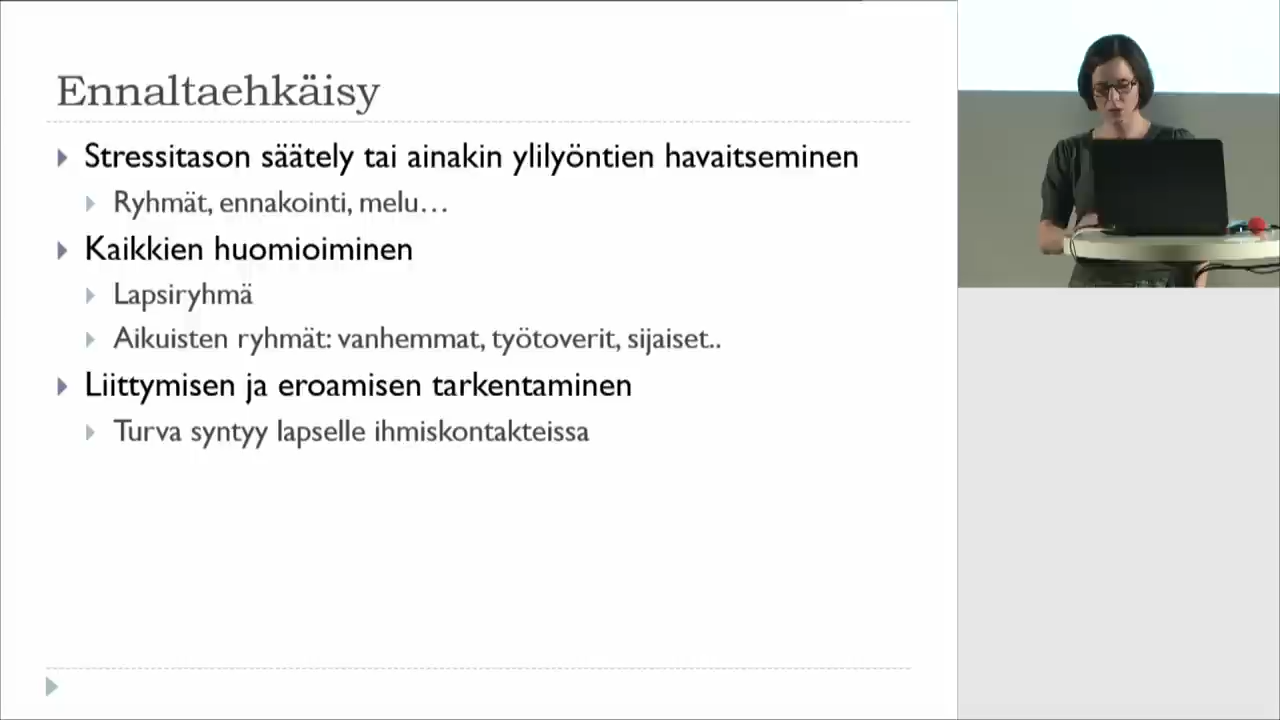 Ennaltaehkäisy
Stressitason säätely tai ainakin ylilyöntien havaitseminen
Ryhmät, ennakointi, melu…
Kaikkien huomioiminen
Lapsiryhmä
Aikuisten ryhmät: vanhemmat, työtoverit, sijaiset..
Liittymisen ja eroamisen tarkentaminen
Turva syntyy lapselle ihmiskontakteissa